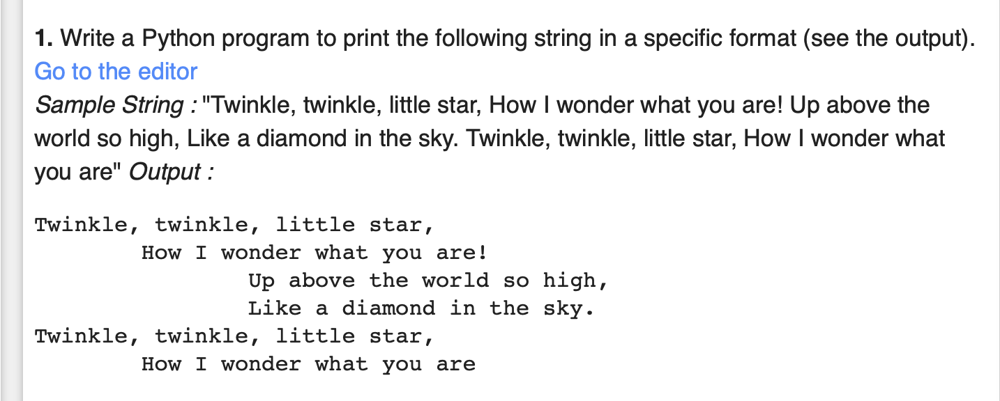 1. Write a Python program to print the following string in a specific format (see the output).
Go to the editor
Sample String : "Twinkle, twinkle, little star, How I wonder what you are! Up above the
world so high, Like a diamond in the sky. Twinkle, twinkle, little star, How I wonder what
you are" Output :
Twinkle, twinkle, little star,
        How I wonder what you are!
                Up above the world so high,
                Like a diamond in the sky.
Twinkle, twinkle, little star,
        How I wonder what you are